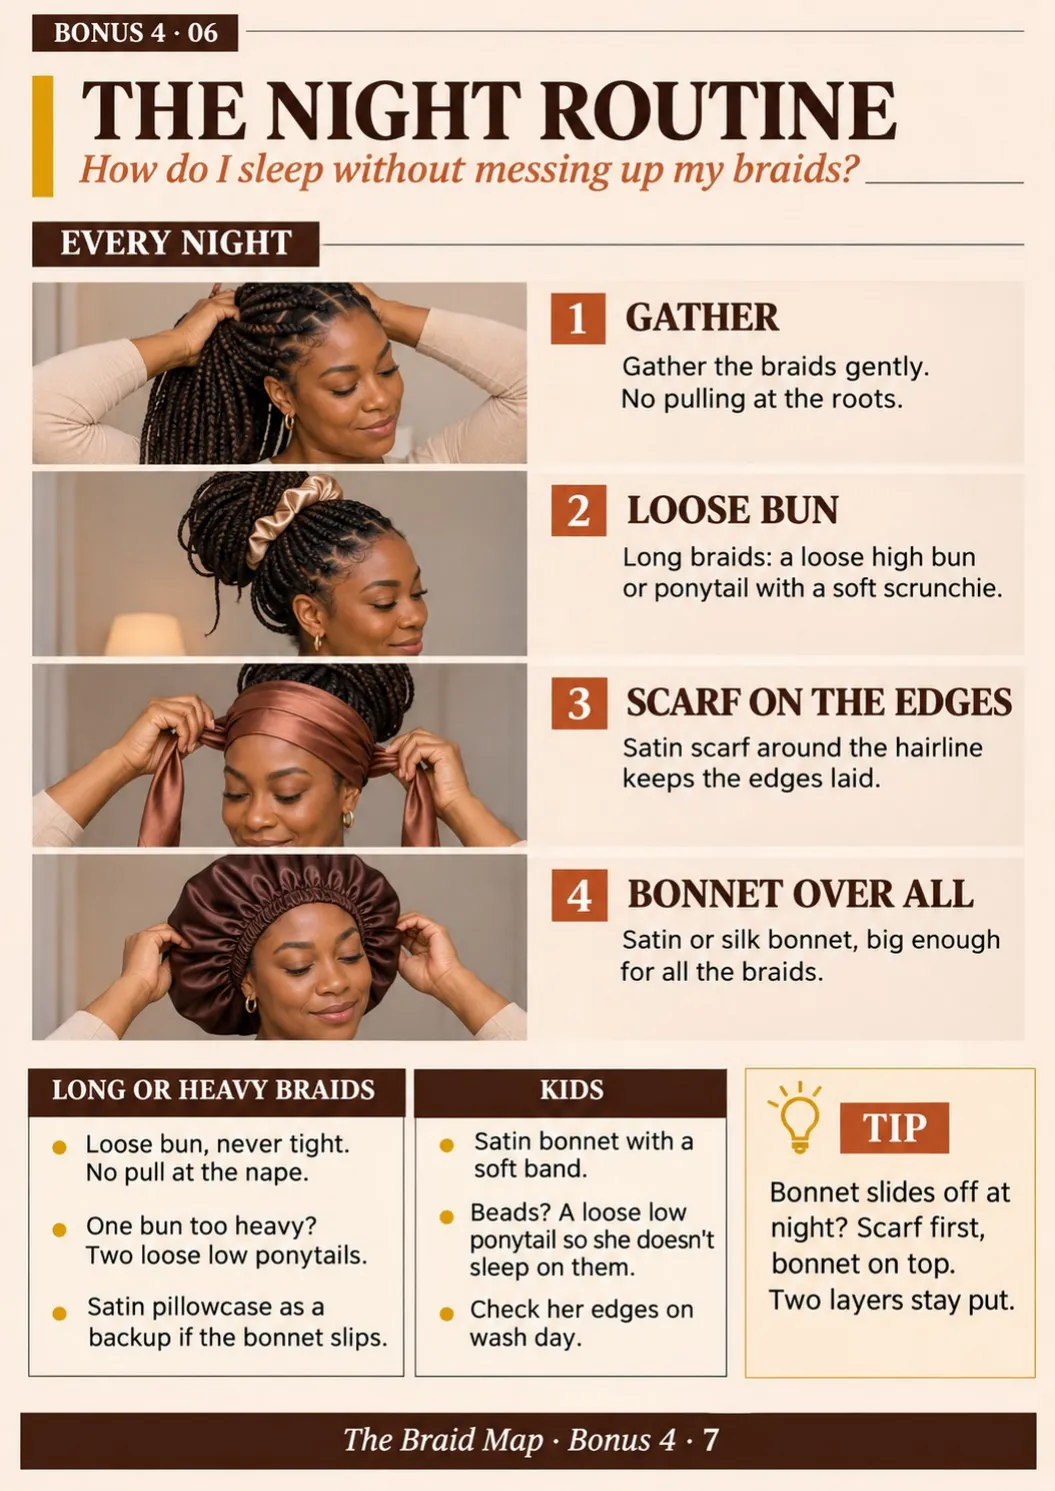 BONUS 4 · 06
THE NIGHT ROUTINE
How do I sleep without messing up my braids?
EVERY NIGHT
1 GATHER
Gather the braids gently.
No pulling at the roots.
2 LOOSE BUN
Long braids: a loose high bun
or ponytail with a soft scrunchie.
3 SCARF ON THE EDGES
Satin scarf around the hairline
keeps the edges laid.
4 BONNET OVER ALL
Satin or silk bonnet, big enough
for all the braids.
LONG OR HEAVY BRAIDS
Loose bun, never tight.
No pull at the nape.
One bun too heavy?
Two loose low ponytails.
Satin pillowcase as a
backup if the bonnet slips.
KIDS
Satin bonnet with a
soft band.
Beads? A loose low
ponytail so she doesn't
sleep on them.
Check her edges on
wash day.
TIP
Bonnet slides off at
night? Scarf first,
bonnet on top.
Two layers stay put.
The Braid Map · Bonus 4 · 7